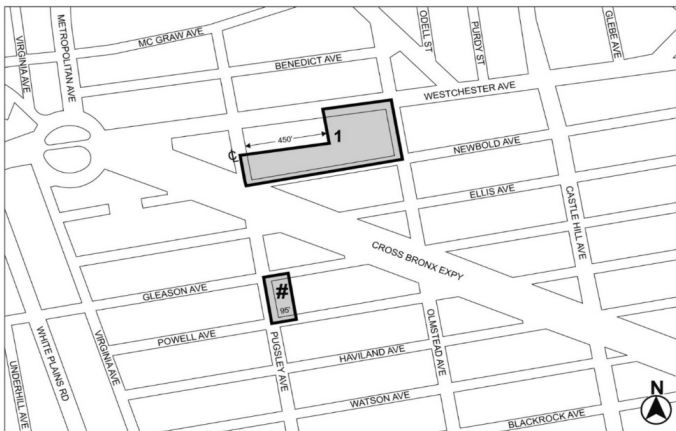 VIRGINIA AVE
METROPOLITAN AVE
MC GRAW AVE
BENEDICT AVE
ODELL ST
PURDY ST
GLEBE AVE
WESTCHESTER AVE
450'
1
NEWBOLD AVE
ELLIS AVE
CASTLE HILL AVE
CROSS BRONX EXPY
#
95'
GLEASON AVE
POWELL AVE
PUGSLEY AVE
HAVILAND AVE
OLMSTEAD AVE
WATSON AVE
BLACKROCK AVE
UNDERHILL AVE
WHITE PLAINS RD
VIRGINIA AVE
N